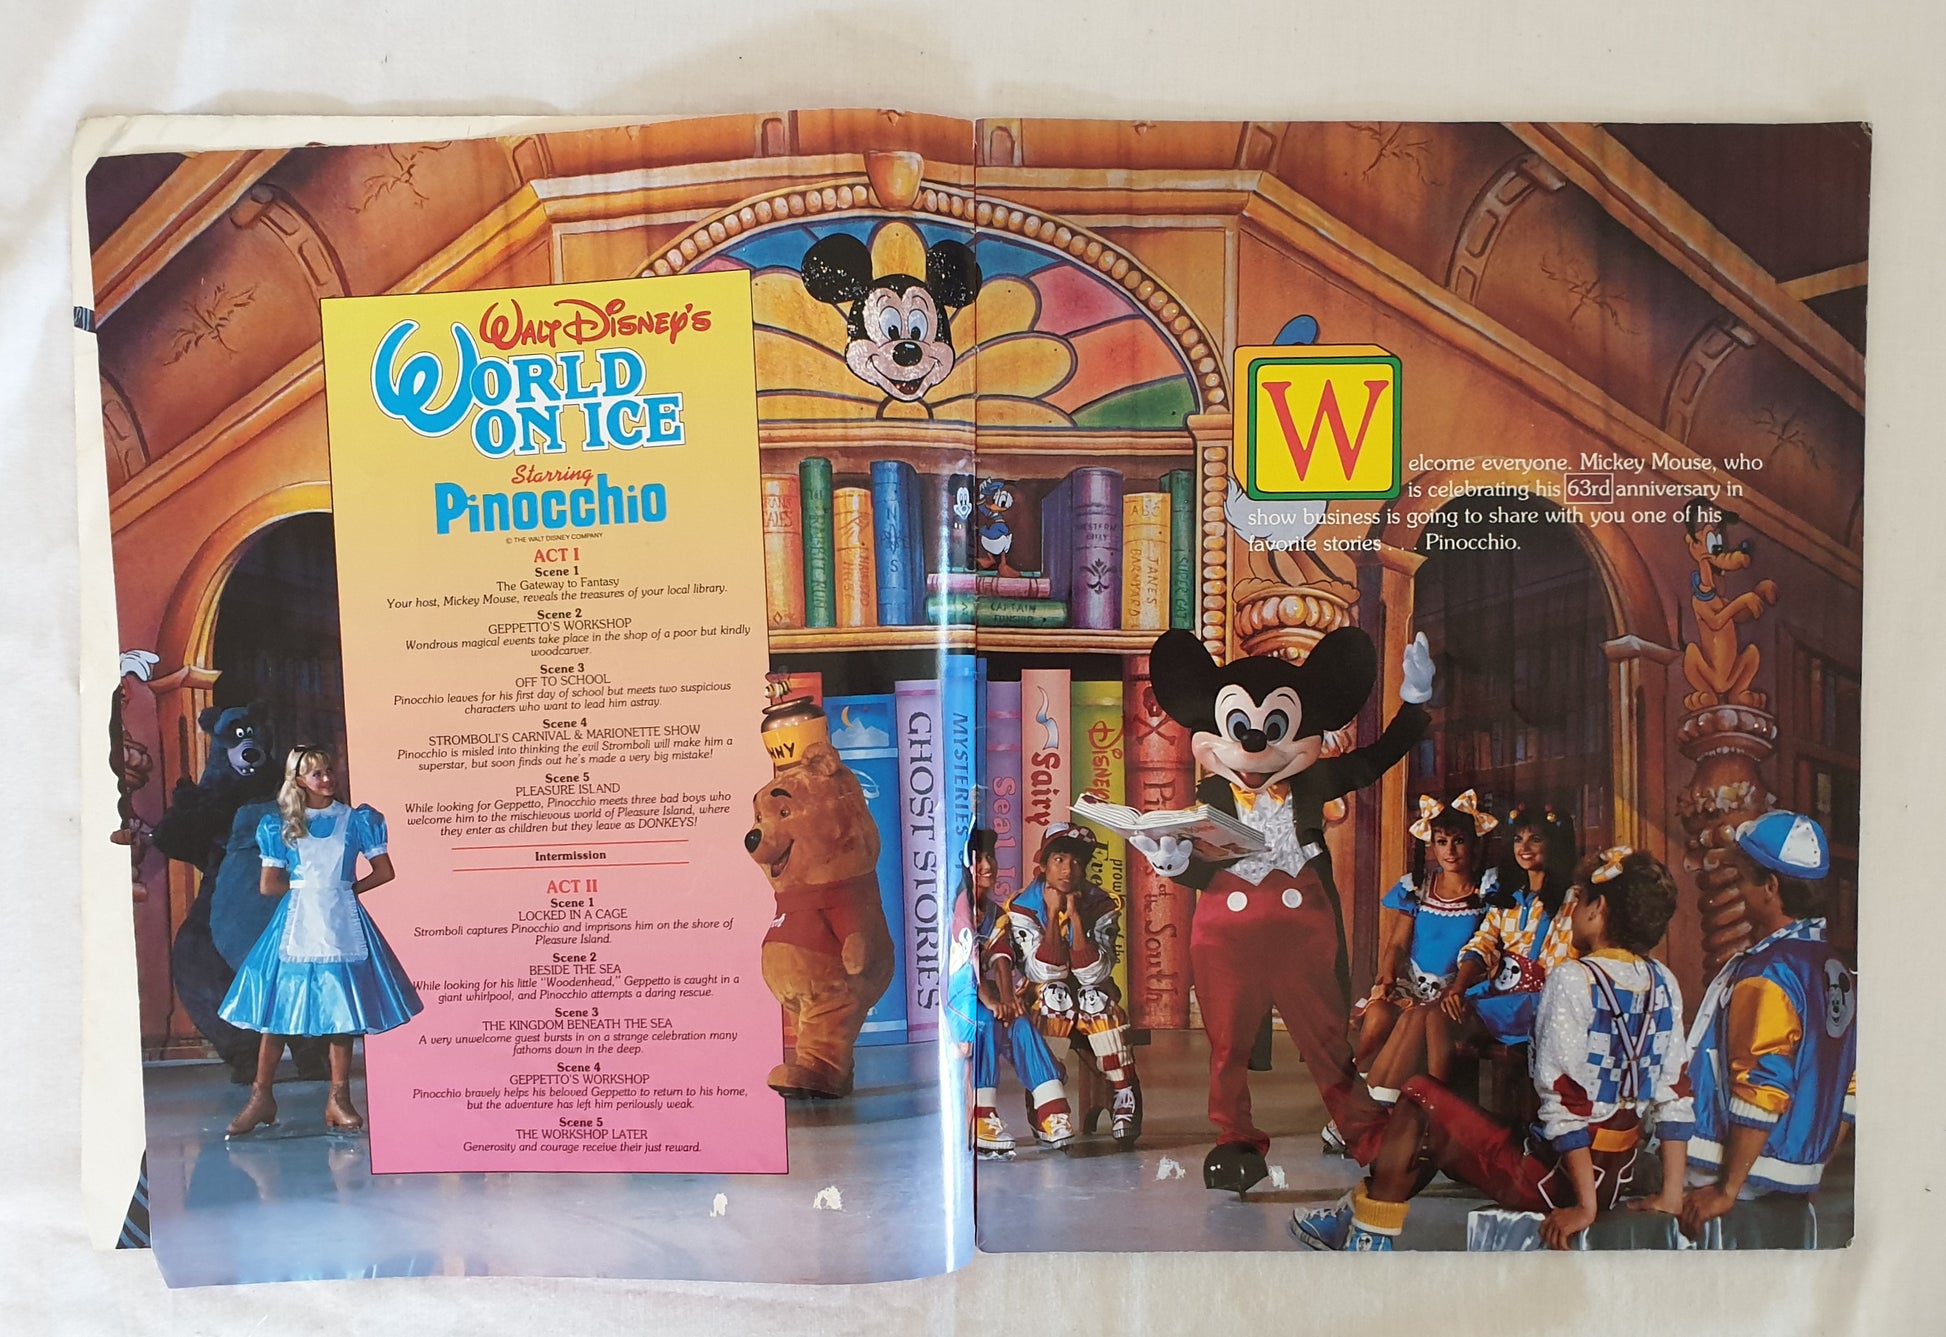 WALT DISNEY'S
WORLD
ON ICE
Starring
Pinocchio
© THE WALT DISNEY COMPANY
ACT I
Scene 1
The Gateway to Fantasy
Your host, Mickey Mouse, reveals the treasures of your local library.
Scene 2
GEPPETTO'S WORKSHOP
Wondrous magical events take place in the shop of a poor but kindly
woodcarver.
Scene 3
OFF TO SCHOOL
Pinocchio leaves for his first day of school but meets two suspicious
characters who want to lead him astray.
Scene 4
STROMBOLI'S CARNIVAL & MARIONETTE SHOW
Pinocchio is misled into thinking the evil Stromboli will make him a
superstar, but soon finds out he's made a very big mistake!
Scene 5
PLEASURE ISLAND
While looking for Geppetto, Pinocchio meets three bad boys who
welcome him to the mischievous world of Pleasure Island, where
they enter as children but they leave as DONKEYS!
Intermission
ACT II
Scene 1
LOCKED IN A CAGE
Stromboli captures Pinocchio and imprisons him on the shore of
Pleasure Island.
Scene 2
BESIDE THE SEA
While looking for his little "Woodenhead," Geppetto is caught in a
giant whirlpool, and Pinocchio attempts a daring rescue.
Scene 3
THE KINGDOM BENEATH THE SEA
A very unwelcome guest bursts in on a strange celebration many
fathoms down in the deep.
Scene 4
GEPPETTO'S WORKSHOP
Pinocchio bravely helps his beloved Geppetto to return to his home,
but the adventure has left him perilously weak.
Scene 5
THE WORKSHOP LATER
Generosity and courage receive their just reward.
NNY
GHOST STORIES
MYSTERIES
CAPTAIN
JANES
BARNYARD
DISNEY
of the South
Welcome everyone. Mickey Mouse, who
is celebrating his 63rd anniversary in
show business is going to share with you one of his
favorite stories . . . Pinocchio.